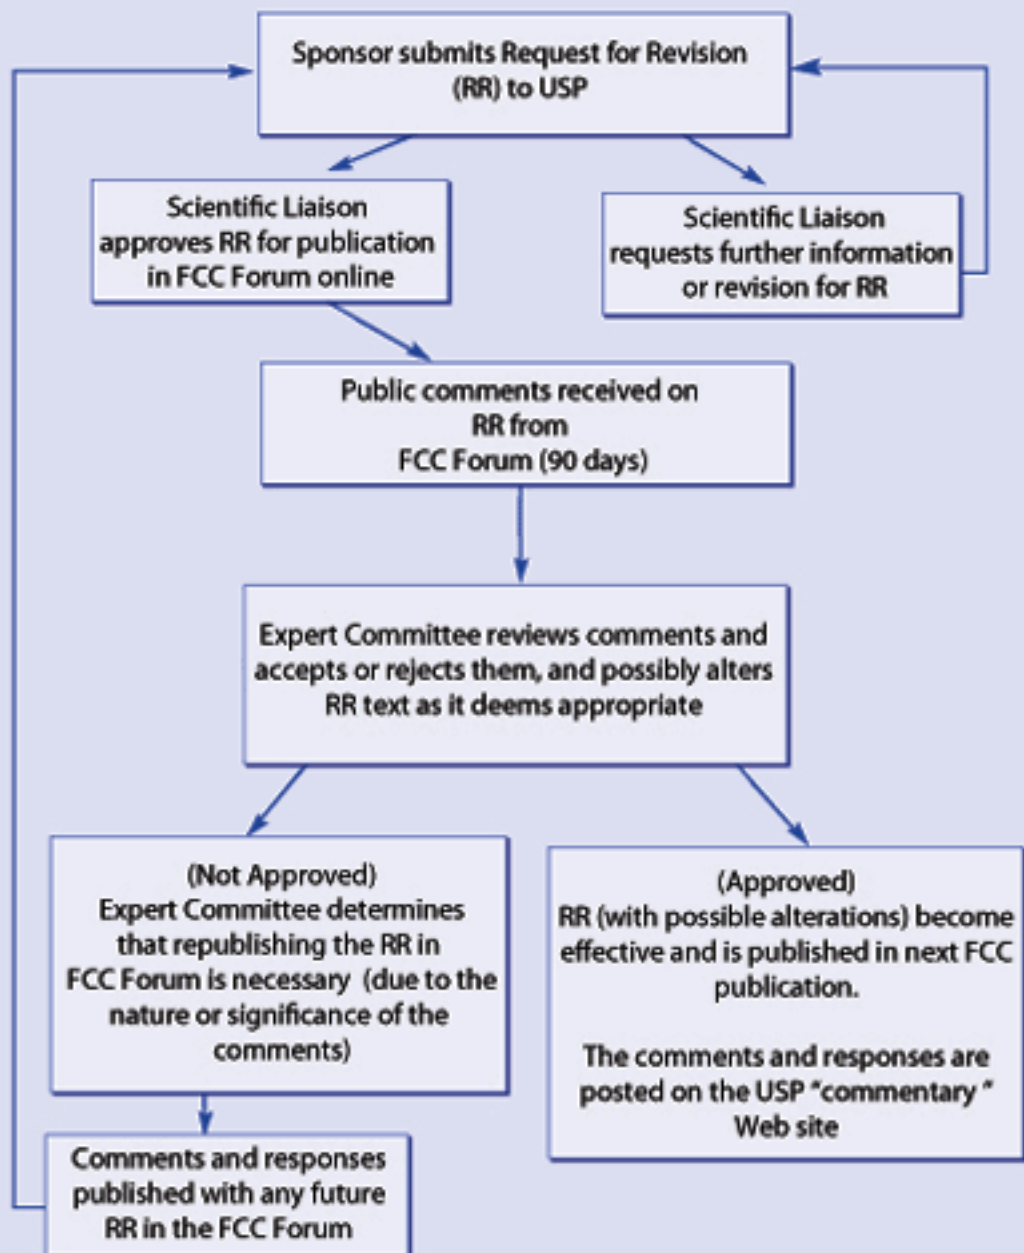 Sponsor submits Request for Revision
(RR) to USP
Scientific Liaison
approves RR for publication
in FCC Forum online
Scientific Liaison
requests further information
or revision for RR
Public comments received on
RR from
FCC Forum (90 days)
Expert Committee reviews comments and
accepts or rejects them, and possibly alters
RR text as it deems appropriate
(Not Approved)
Expert Committee determines
that republishing the RR in
FCC Forum is necessary (due to the
nature or significance of the
comments)
(Approved)
RR (with possible alterations) become
effective and is published in next FCC
publication.
The comments and responses are
posted on the USP “commentary “
Web site
Comments and responses
published with any future
RR in the FCC Forum